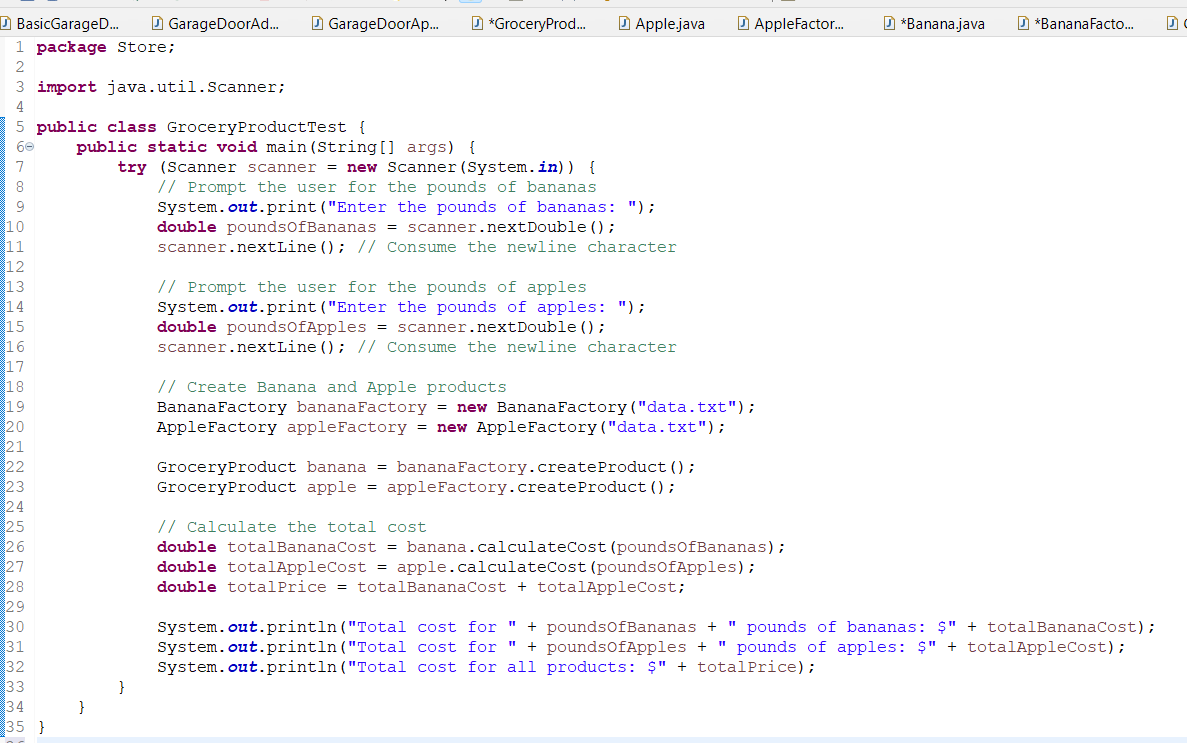 BasicGarageD... GarageDoorAd... GarageDoorAp... *GroceryProd... Apple.java AppleFactor... *Banana.java *BananaFacto...
1 package Store;
2
3 import java.util.Scanner;
4
5 public class GroceryProductTest {
6 public static void main(String[] args) {
7 try (Scanner scanner = new Scanner(System.in)) {
8 // Prompt the user for the pounds of bananas
9 System.out.print("Enter the pounds of bananas: ");
10 double poundsOfBananas = scanner.nextDouble();
11 scanner.nextLine(); // Consume the newline character
12
13 // Prompt the user for the pounds of apples
14 System.out.print("Enter the pounds of apples: ");
15 double poundsOfApples = scanner.nextDouble();
16 scanner.nextLine(); // Consume the newline character
17
18 // Create Banana and Apple products
19 BananaFactory bananaFactory = new BananaFactory("data.txt");
20 AppleFactory appleFactory = new AppleFactory("data.txt");
21
22 GroceryProduct banana = bananaFactory.createProduct();
23 GroceryProduct apple = appleFactory.createProduct();
24
25 // Calculate the total cost
26 double totalBananaCost = banana.calculateCost(poundsOfBananas);
27 double totalAppleCost = apple.calculateCost(poundsOfApples);
28 double totalPrice = totalBananaCost + totalAppleCost;
29
30 System.out.println("Total cost for " + poundsOfBananas + " pounds of bananas: $" + totalBananaCost);
31 System.out.println("Total cost for " + poundsOfApples + " pounds of apples: $" + totalAppleCost);
32 System.out.println("Total cost for all products: $" + totalPrice);
33 }
34 }
35 }